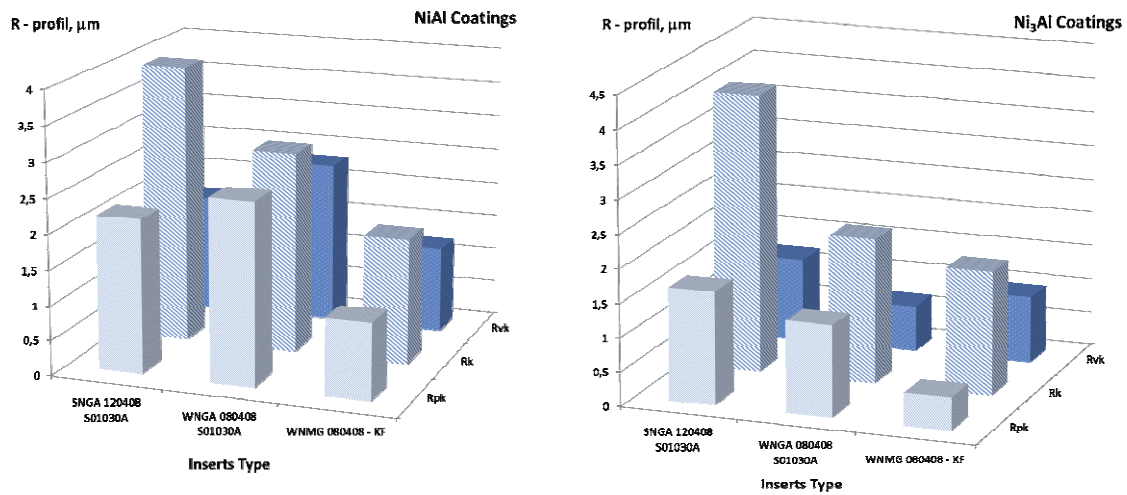 NiAl Coatings
R - profil, µm
4
3,5
3
2,5
2
1,5
1
0,5
0
Rvk
Rk
Rpk
SNGA 120408
S01030A
WNGA 080408
S01030A
WNMG 080408 - KF
Inserts Type
Ni₃Al Coatings
R - profil, µm
4,5
4
3,5
3
2,5
2
1,5
1
0,5
0
Rvk
Rk
Rpk
SNGA 120408
S01030A
WNGA 080408
S01030A
WNMG 080408 - KF
Inserts Type